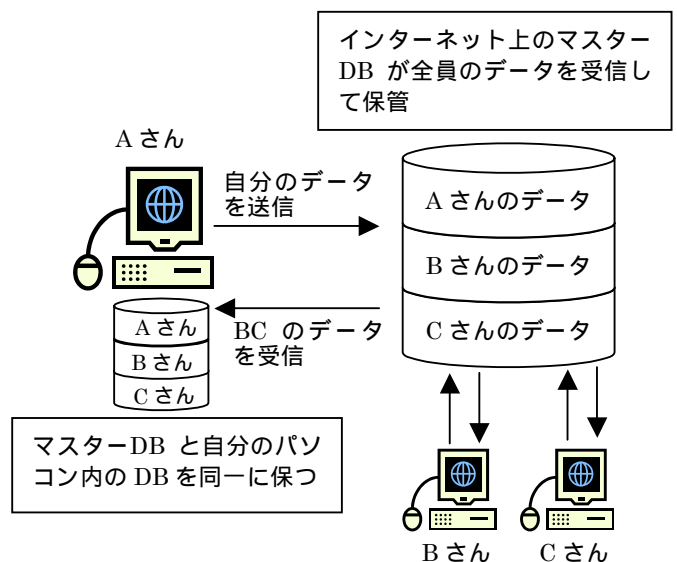 インターネット上のマスター
DB が全員のデータを受信し
て保管
A さん
自分のデータ
を送信
A さんのデータ
B さんのデータ
C さんのデータ
BC のデータ
を受信
A さん
B さん
C さん
マスターDB と自分のパソ
コン内の DB を同一に保つ
B さん
C さん